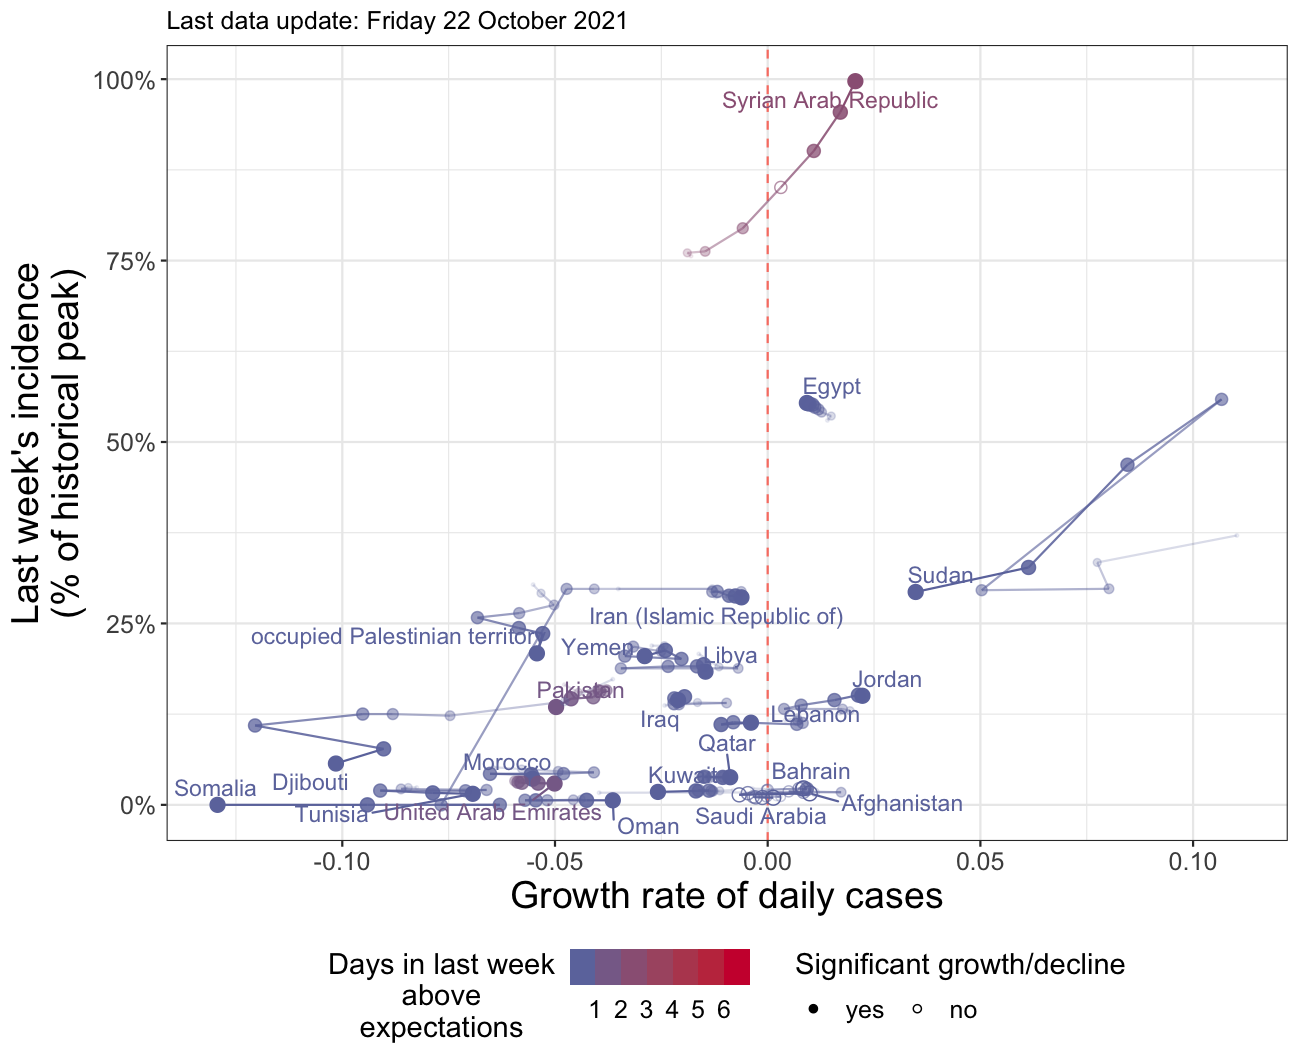 Last data update: Friday 22 October 2021
Last week's incidence
(% of historical peak)
100%
75%
50%
25%
0%
Syrian Arab Republic
Egypt
Sudan
Iran (Islamic Republic of)
occupied Palestinian territory
Yemen
Libya
Pakistan
Jordan
Lebanon
Iraq
Qatar
Morocco
Kuwait
Bahrain
Djibouti
Somalia
Afghanistan
Tunisia
United Arab Emirates
Saudi Arabia
Oman
-0.10
-0.05
0.00
0.05
0.10
Growth rate of daily cases
Days in last week
above
expectations
1 2 3 4 5 6
Significant growth/decline
yes
no